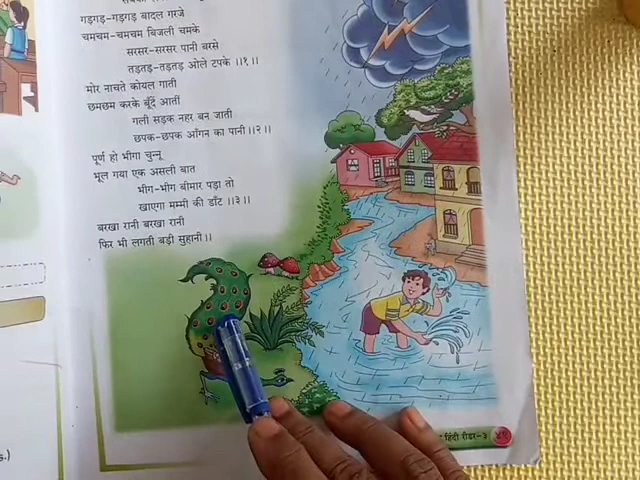 गड़गड़-गड़गड़ बादल गरजे
चमचम-चमचम बिजली चमके
सरसर-सरसर पानी बरसे
तड़तड़-तड़तड़ ओले टपके ।।१।।
मोर नाचते कोयल गाती
छमछम करके बूँदें आतीं
गली सड़क नहर बन जाती
छपक-छपक आँगन का पानी ।।२।।
पूर्ण हो भीगा चुन्नू
भूल गया एक असली बात
भीग-भीग बीमार पड़ा तो
खाएगा मम्मी की डाँट ।।३।।
बरखा रानी बरखा रानी
फिर भी लगती बड़ी सुहानी।।
हिंदी रीडर-३
s.)